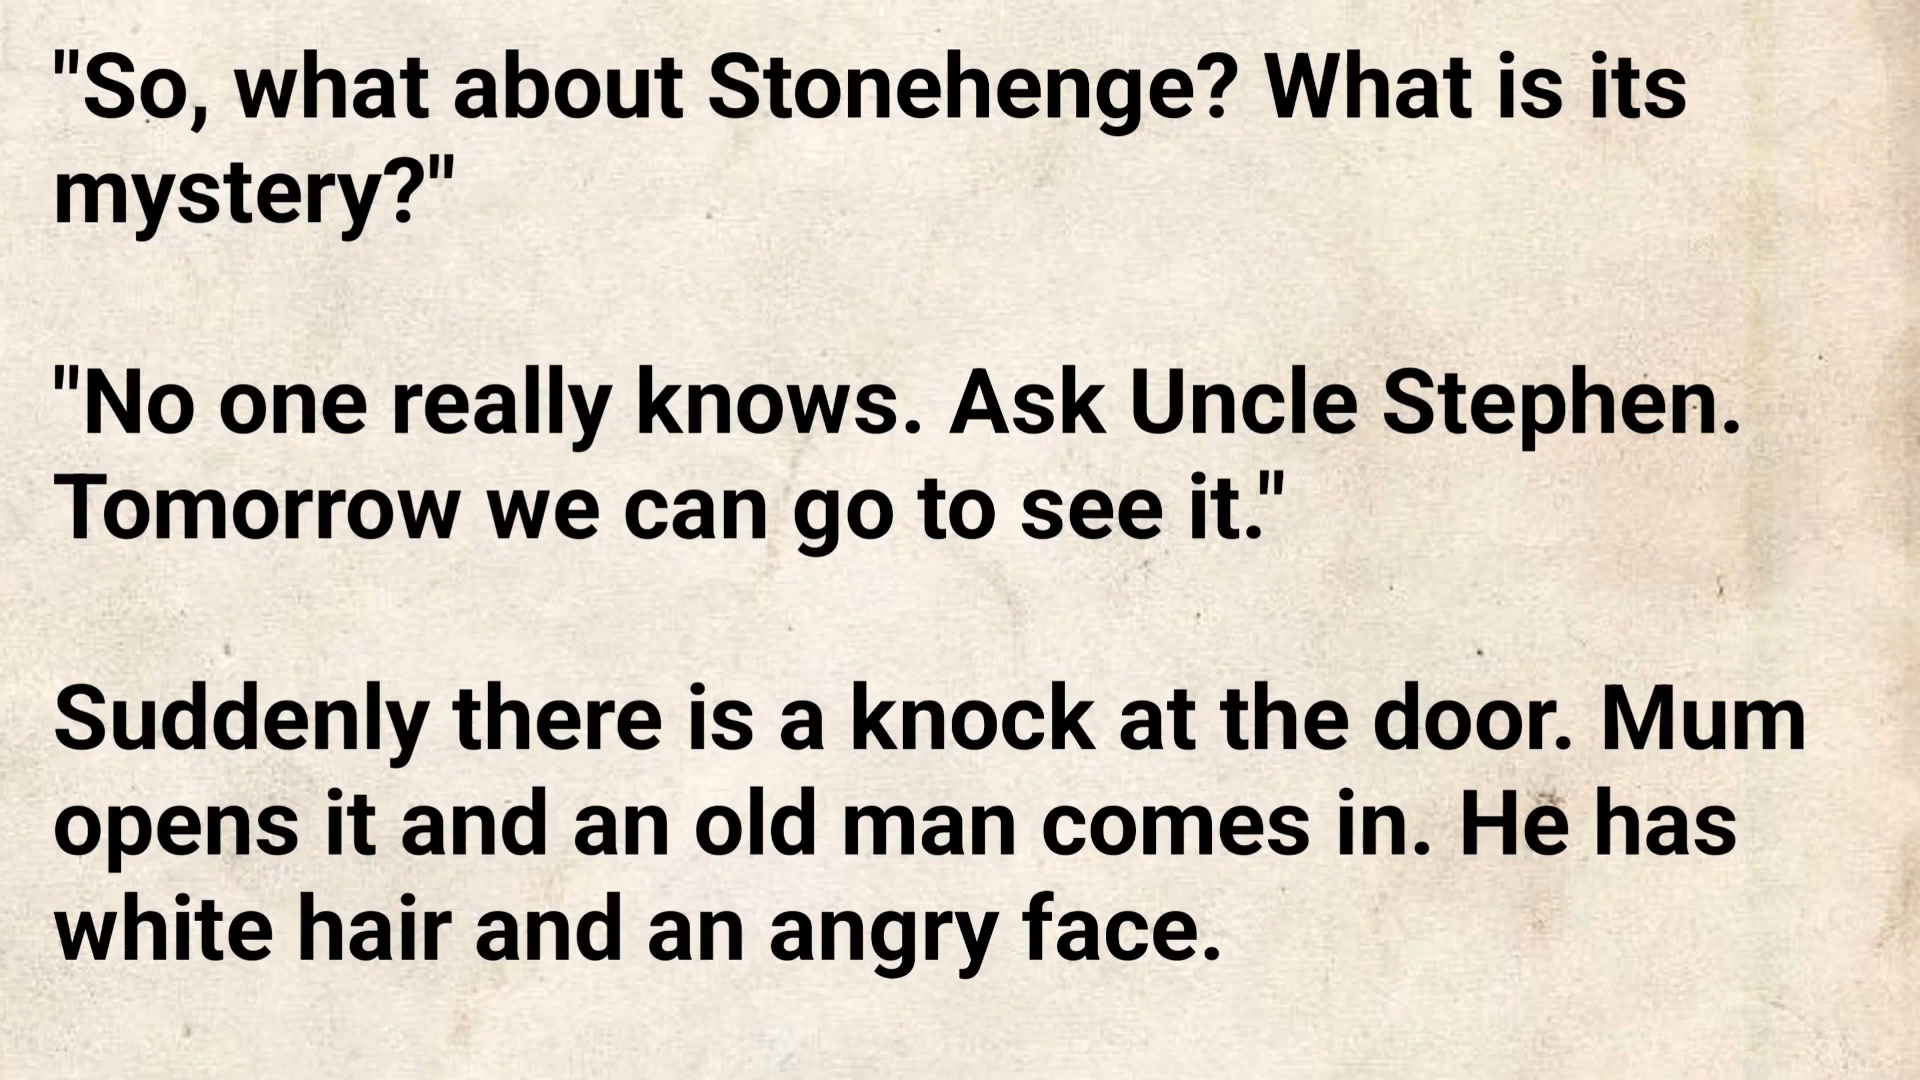 "So, what about Stonehenge? What is its
mystery?"
"No one really knows. Ask Uncle Stephen.
Tomorrow we can go to see it."
Suddenly there is a knock at the door. Mum
opens it and an old man comes in. He has
white hair and an angry face.